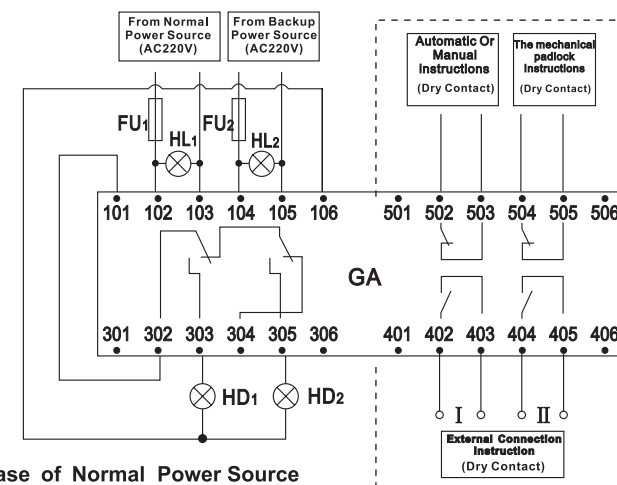 From Normal
Power Source
(AC220V)
From Backup
Power Source
(AC220V)
Automatic Or
Manual
Instructions
(Dry Contact)
The mechanical
padlock
Instructions
(Dry Contact)
FU1 HL1 FU2 HL2
101 102 103 104 105 106 501 502 503 504 505 506
GA
301 302 303 304 305 306 401 402 403 404 405 406
HD1 HD2
I II
External Connection
Instruction
(Dry Contact)
ase of Normal Power Source